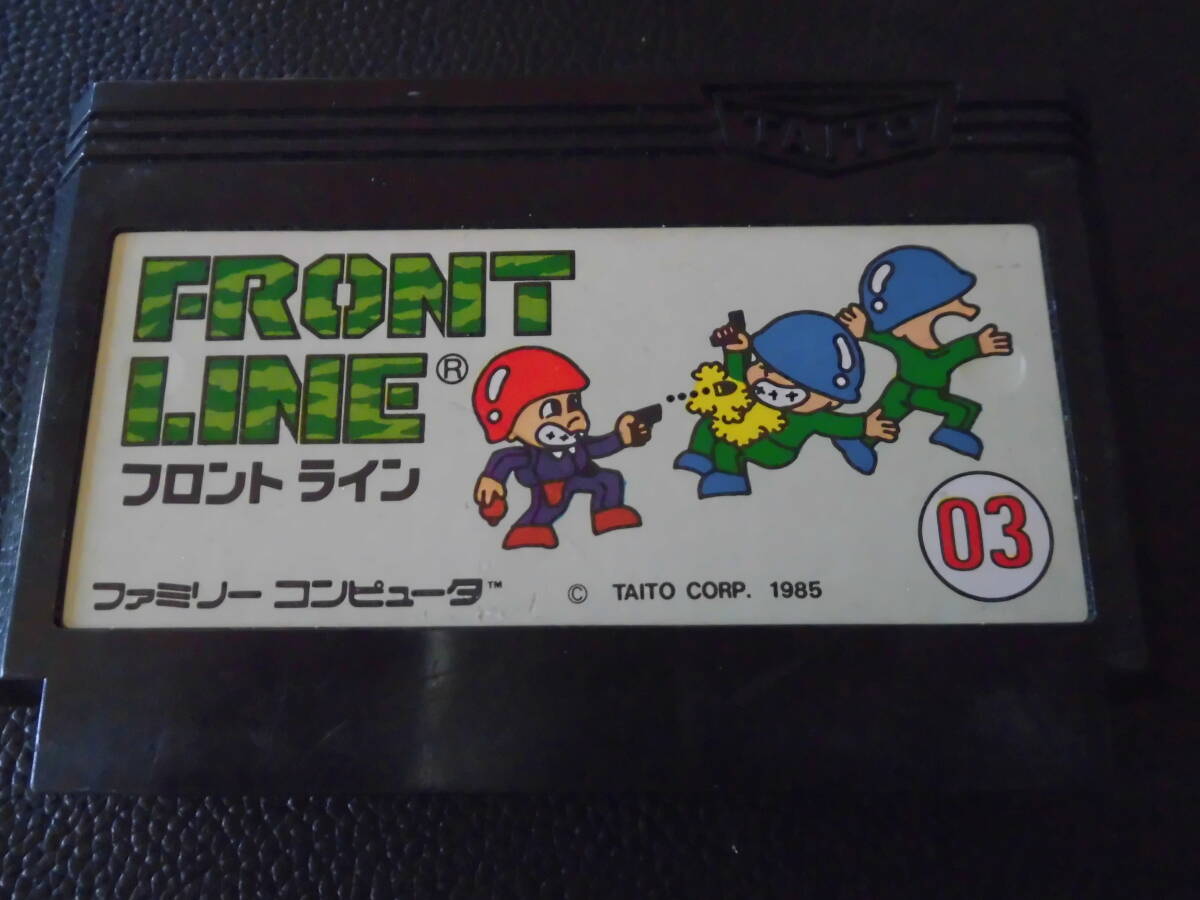 TAITO
FRONT
LINE®
フロント ライン
03
ファミリー コンピュータ™
© TAITO CORP. 1985